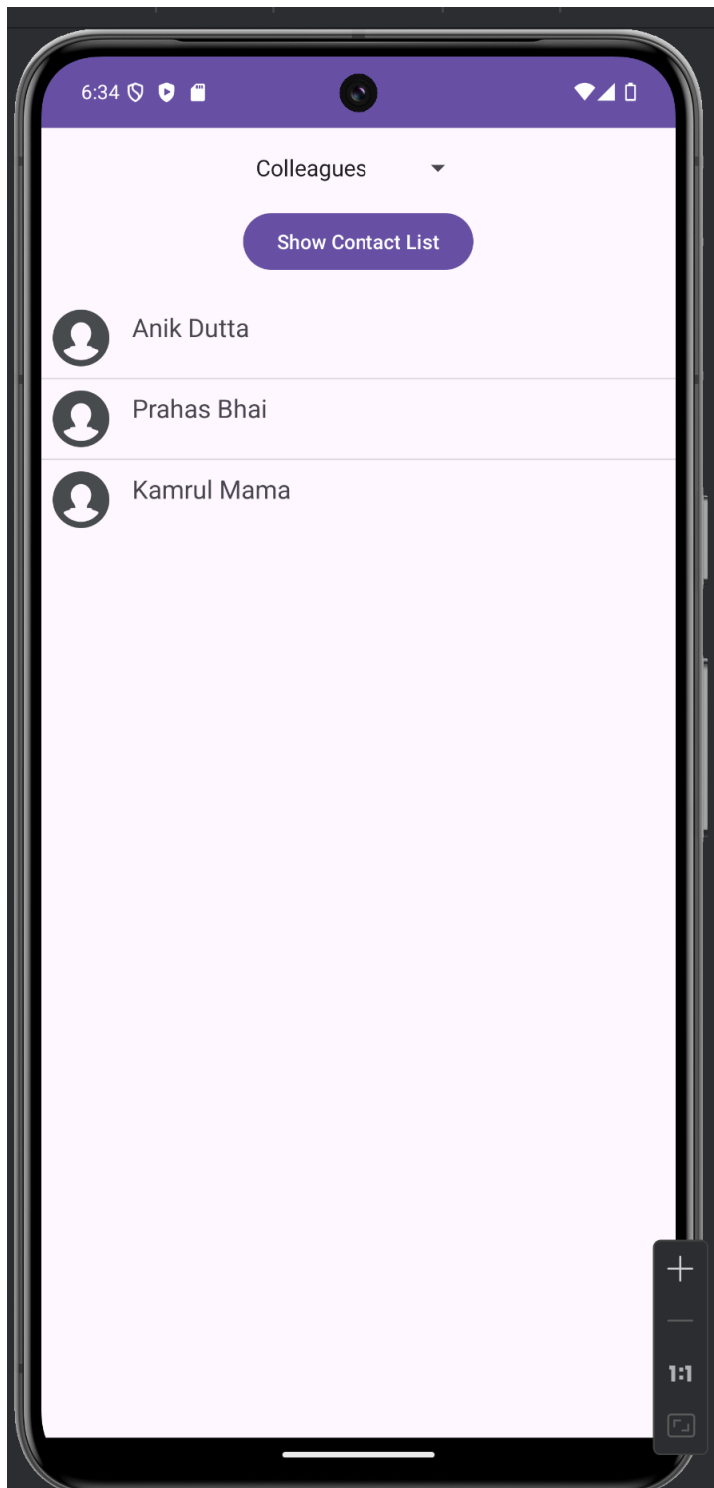 6:34
Colleagues
Show Contact List
Anik Dutta
Prahas Bhai
Kamrul Mama
1:1